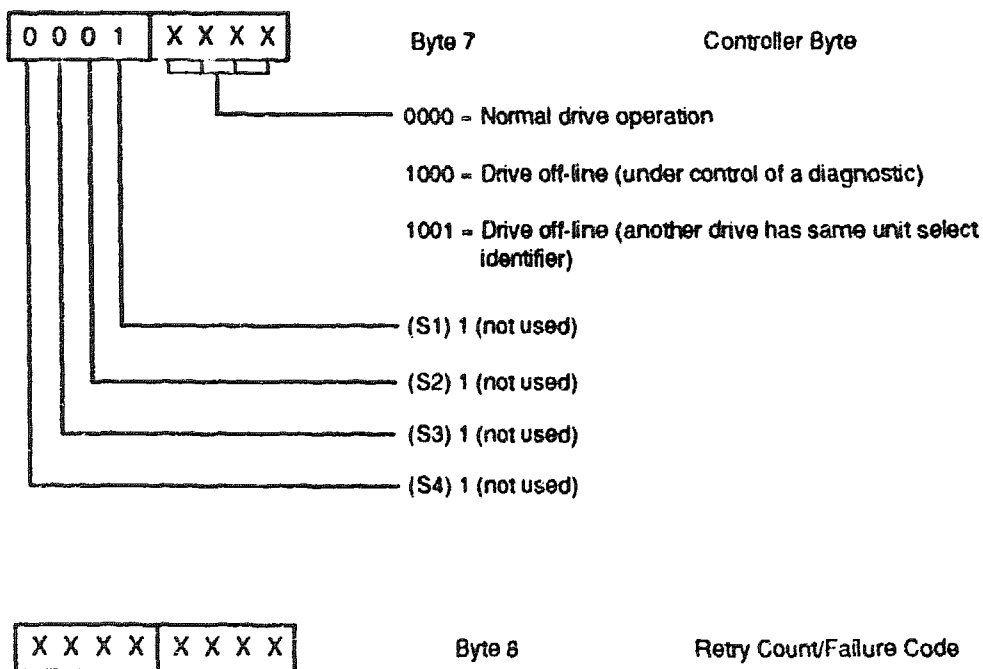 0 0 0 1 X X X X Byte 7 Controller Byte
0000 = Normal drive operation
1000 = Drive off-line (under control of a diagnostic)
1001 = Drive off-line (another drive has same unit select
identifier)
(S1) 1 (not used)
(S2) 1 (not used)
(S3) 1 (not used)
(S4) 1 (not used)
X X X X X X X X Byte 8 Retry Count/Failure Code